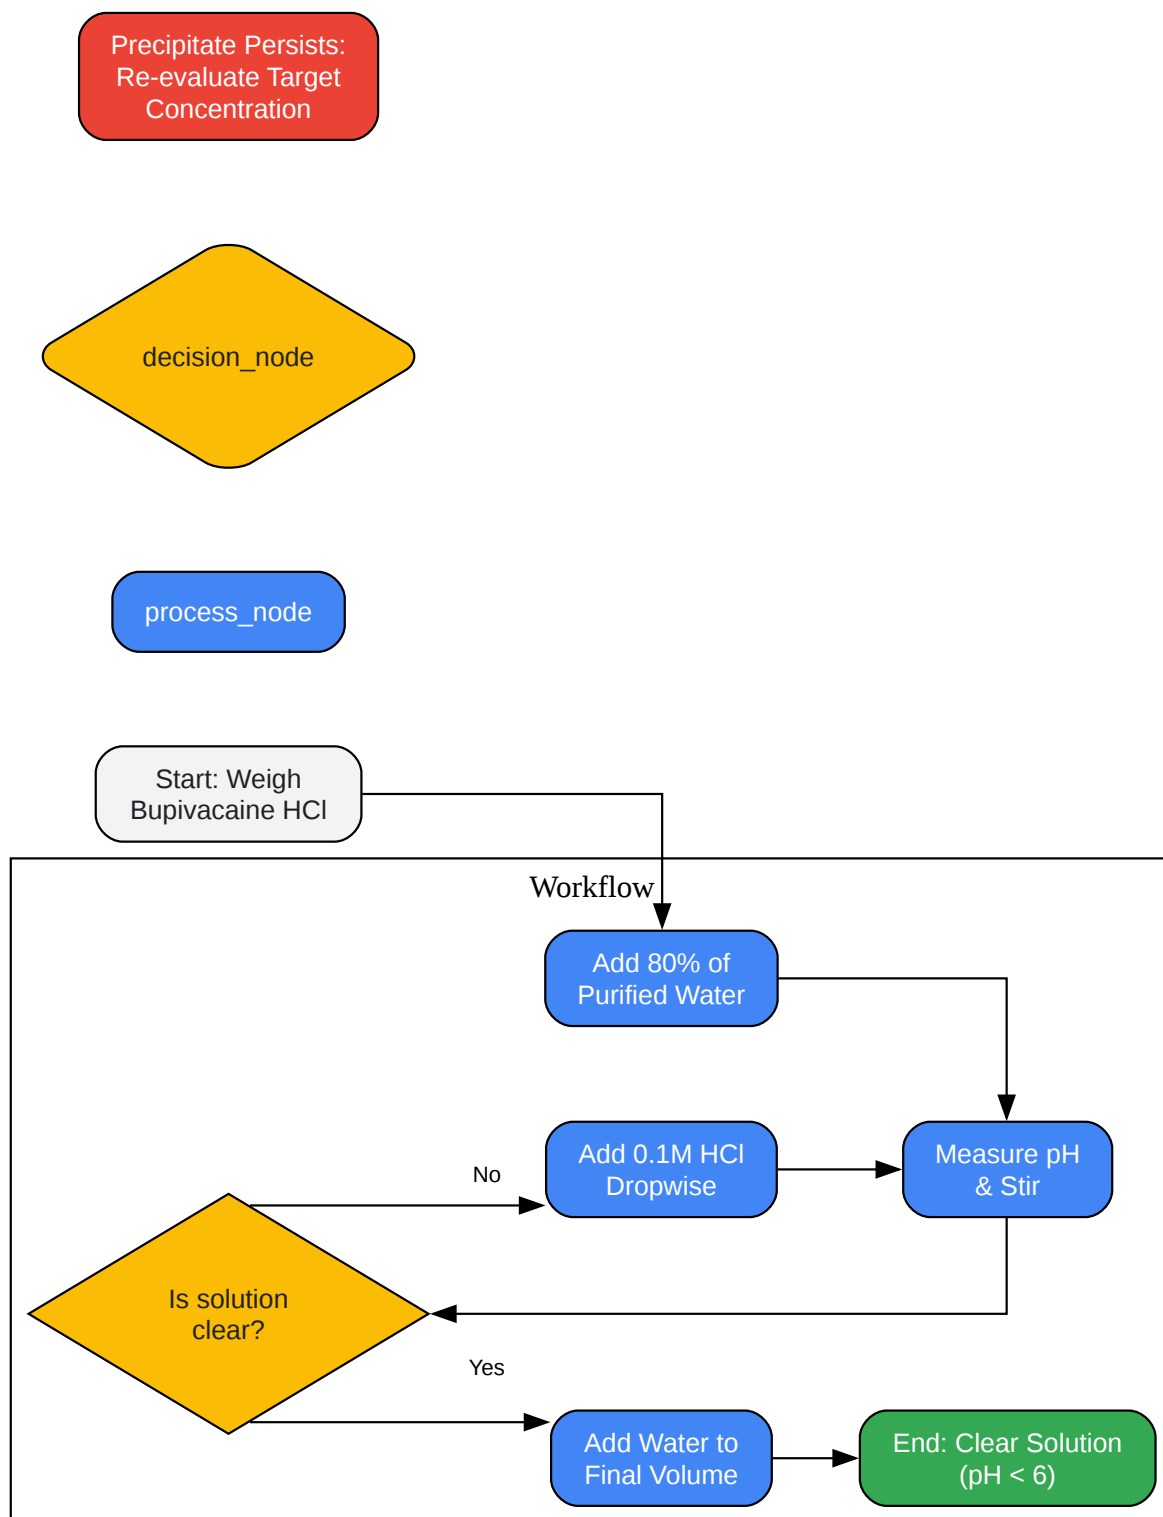 Precipitate Persists:
Re-evaluate Target
Concentration
decision_node
process_node
Start: Weigh
Bupivacaine HCl
Workflow
Add 80% of
Purified Water
No
Add 0.1M HCl
Dropwise
Measure pH
& Stir
Is solution
clear?
Yes
Add Water to
Final Volume
End: Clear Solution
(pH < 6)